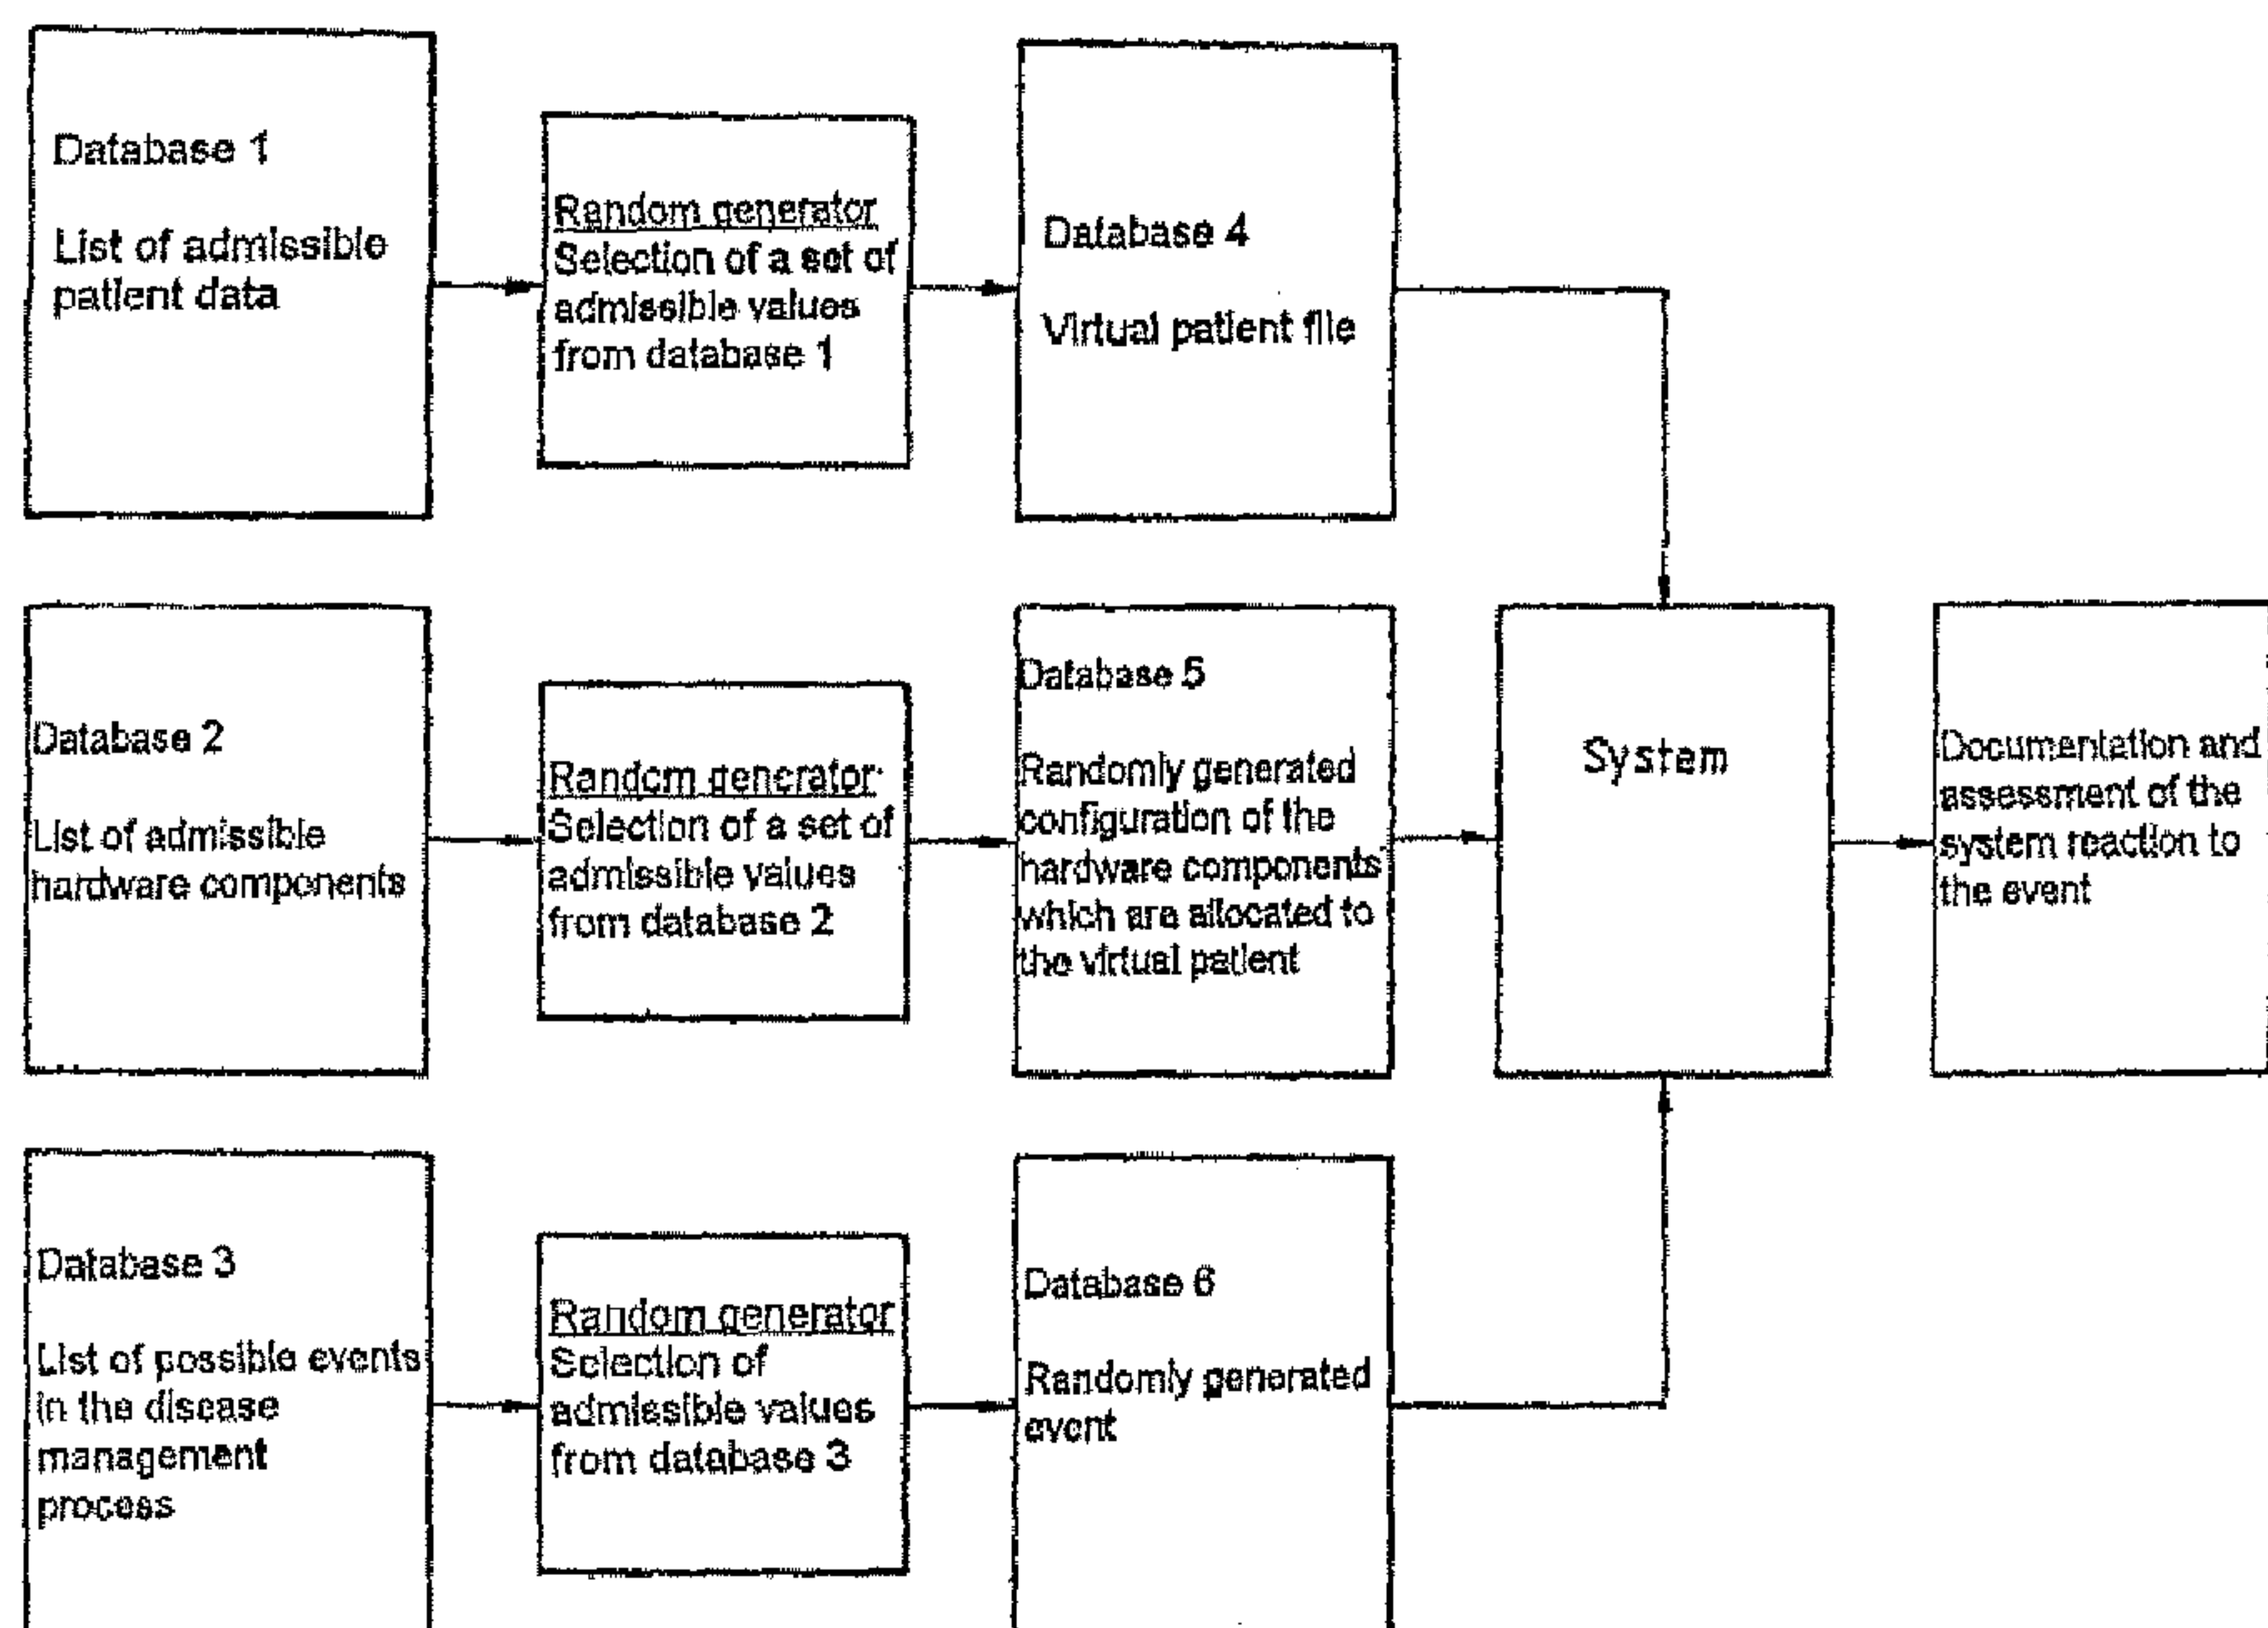 Database 1
List of admissible
patient data
Random generator
Selection of a set of
admissible values
from database 1
Database 4
Virtual patient file
Database 2
List of admissible
hardware components
Random generator
Selection of a set of
admissible values
from database 2
Database 5
Randomly generated
configuration of the
hardware components
which are allocated to
the virtual patient
System
Documentation and
assessment of the
system reaction to
the event
Database 3
List of possible events
in the disease
management
process
Random generator
Selection of
admissible values
from database 3
Database 6
Randomly generated
event